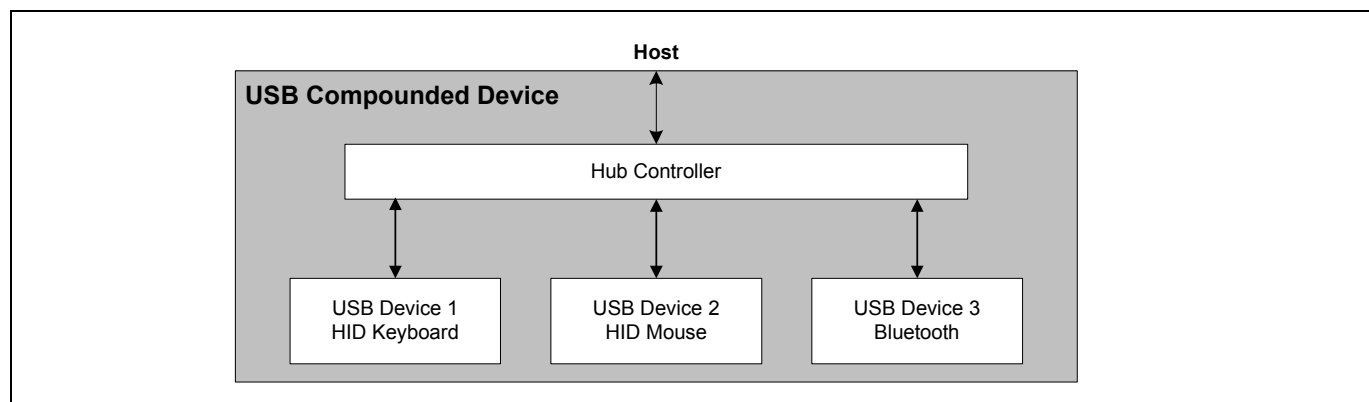 Host
USB Compounded Device
Hub Controller
USB Device 1
HID Keyboard
USB Device 2
HID Mouse
USB Device 3
Bluetooth